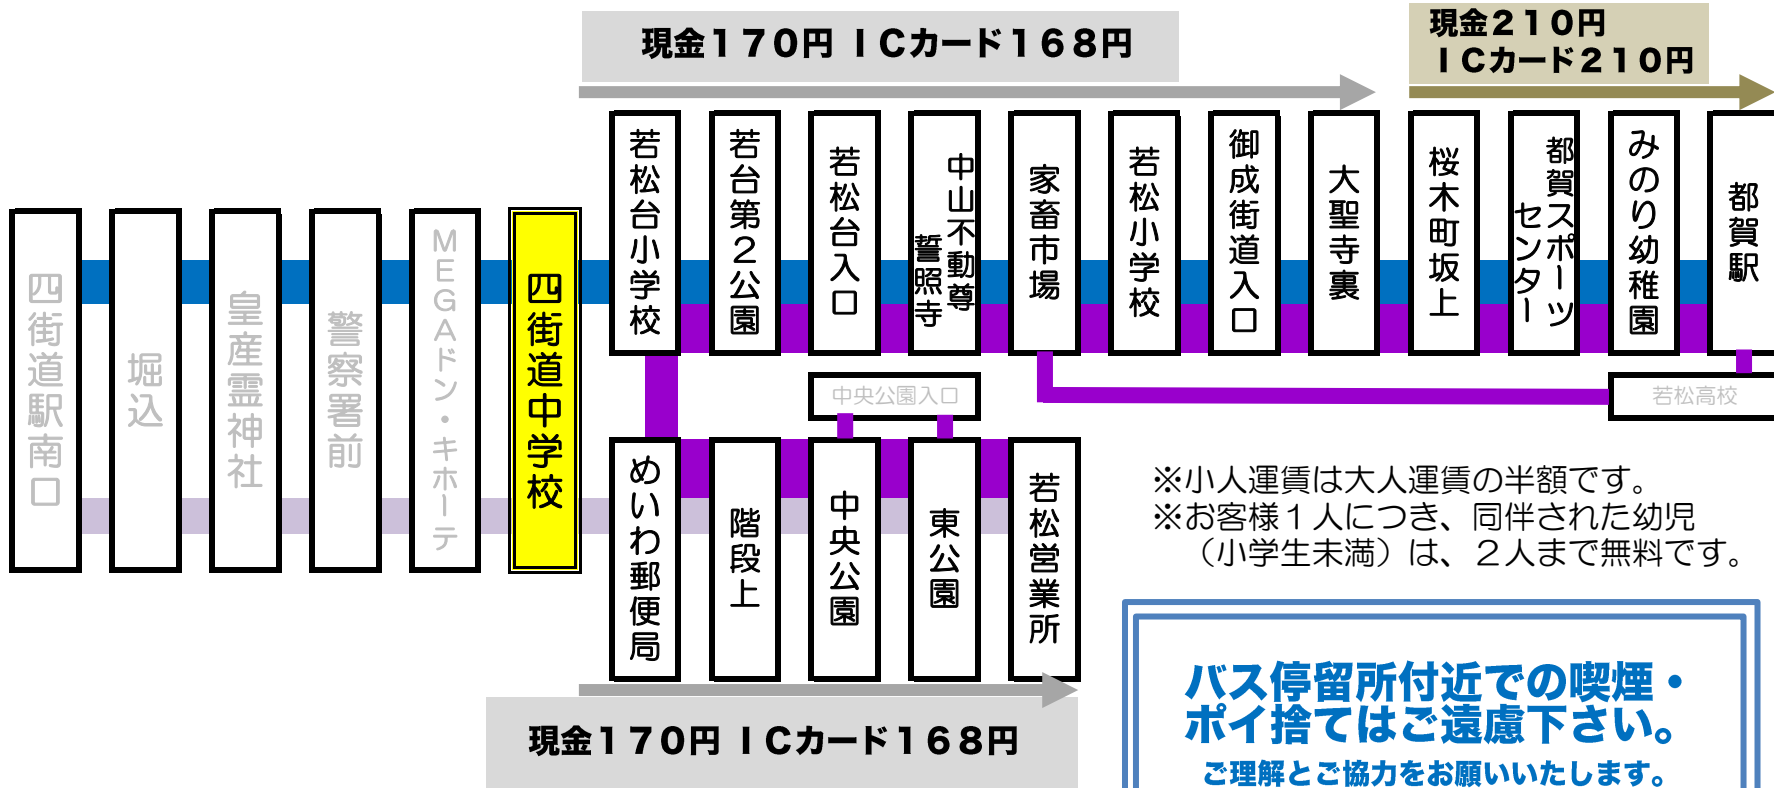 現金１７０円 ＩＣカード１６８円
現金２１０円
ＩＣカード２１０円
四街道駅南口
堀込
皇産霊神社
警察署前
ＭＥＧＡドン・キホーテ
四街道中学校
若松台小学校
若台第２公園
若松台入口
中山不動尊
誓照寺
家畜市場
若松小学校
御成街道入口
大聖寺裏
桜木町坂上
都賀スポーツ
センター
みのり幼稚園
都賀駅
中央公園入口
若松高校
めいわ郵便局
階段上
中央公園
東公園
若松営業所
※小人運賃は大人運賃の半額です。
※お客様１人につき、同伴された幼児
（小学生未満）は、２人まで無料です。
現金１７０円 ＩＣカード１６８円
バス停留所付近での喫煙・
ポイ捨てはご遠慮下さい。
ご理解とご協力をお願いいたします。